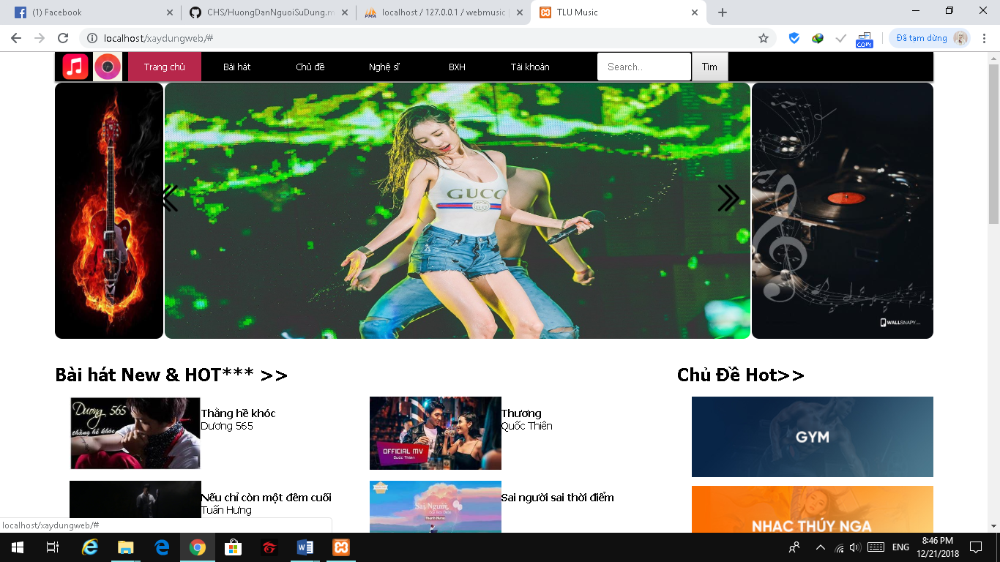 (1) Facebook
CHS/HuongDanNguoiSuDung.m
localhost / 127.0.0.1 / webmusic
TLU Music
localhost/xaydungweb/#
COPY
Đã tạm dừng
Trang chủ
Bài hát
Chủ đề
Nghệ sĩ
BXH
Tài khoản
Search..
Tìm
GUCC
WALLSNAPY
Bài hát New & HOT*** >>
Chủ Đề Hot>>
Dương 565
thằng hề khóc
Thằng hề khóc
Dương 565
OFFICIAL MV
Quốc Thiên
Thương
Quốc Thiên
GYM
Nếu chỉ còn một đêm cuối
Tuấn Hưng
Sai Người,
Thanh Hưng
Sai người sai thời điểm
NHẠC THÚY NGA
localhost/xaydungweb/#
ENG
8:46 PM
12/21/2018